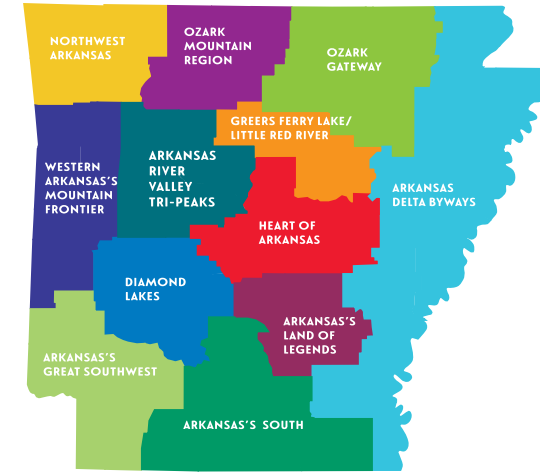 NORTHWEST
ARKANSAS
OZARK
MOUNTAIN
REGION
OZARK
GATEWAY
GREERS FERRY LAKE/
LITTLE RED RIVER
WESTERN
ARKANSAS'S
MOUNTAIN
FRONTIER
ARKANSAS
RIVER
VALLEY
TRI-PEAKS
ARKANSAS
DELTA BYWAYS
HEART OF
ARKANSAS
DIAMOND
LAKES
ARKANSAS'S
LAND OF
LEGENDS
ARKANSAS'S
GREAT SOUTHWEST
ARKANSAS'S SOUTH